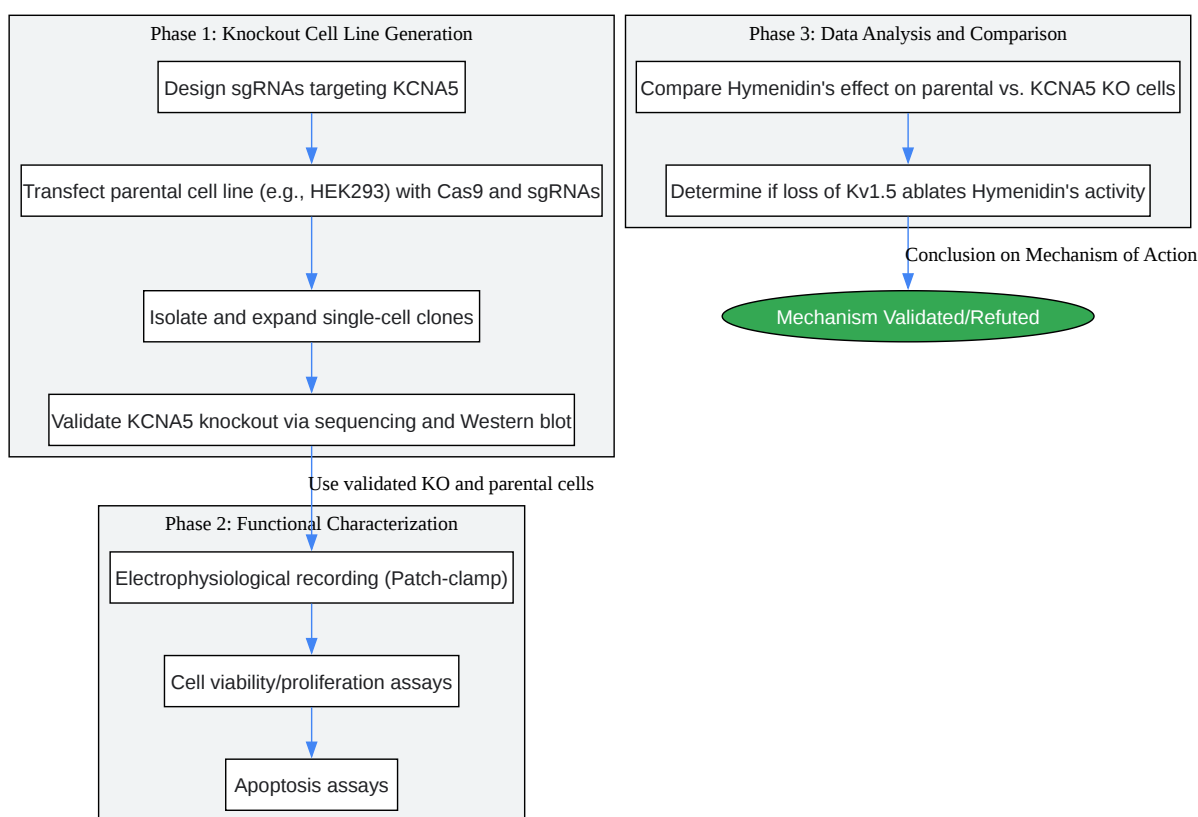 Phase 1: Knockout Cell Line Generation
Design sgRNAs targeting KCNA5
Transfect parental cell line (e.g., HEK293) with Cas9 and sgRNAs
Isolate and expand single-cell clones
Validate KCNA5 knockout via sequencing and Western blot
Use validated KO and parental cells
Phase 2: Functional Characterization
Electrophysiological recording (Patch-clamp)
Cell viability/proliferation assays
Apoptosis assays
Phase 3: Data Analysis and Comparison
Compare Hymenidin's effect on parental vs. KCNA5 KO cells
Determine if loss of Kv1.5 ablates Hymenidin's activity
Conclusion on Mechanism of Action
Mechanism Validated/Refuted